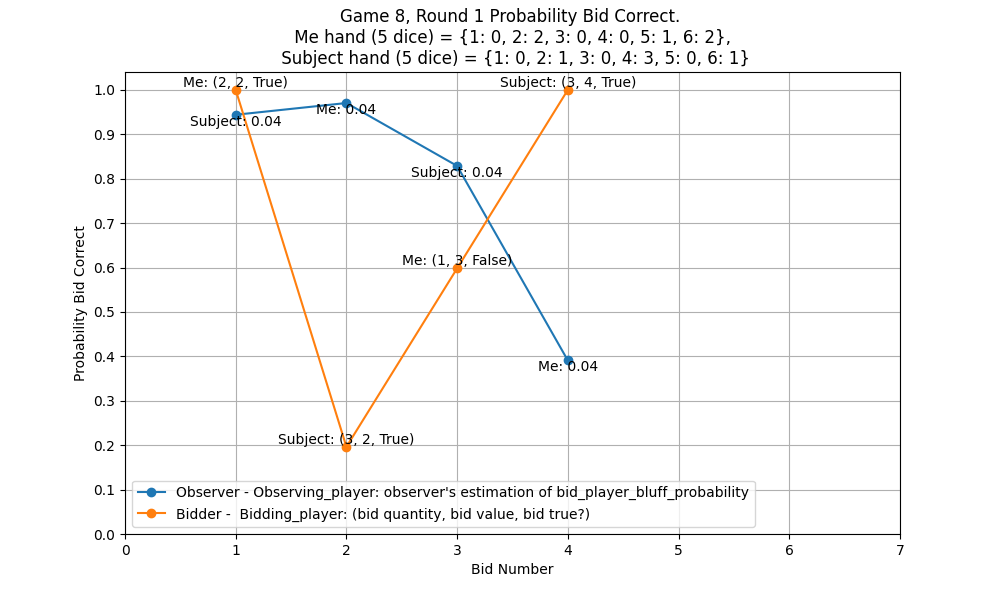 Game 8, Round 1 Probability Bid Correct.
Me hand (5 dice) = {1: 0, 2: 2, 3: 0, 4: 0, 5: 1, 6: 2},
Subject hand (5 dice) = {1: 0, 2: 1, 3: 0, 4: 3, 5: 0, 6: 1}
Me: (2, 2, True)
Subject: (3, 4, True)
Subject: 0.04
Me: 0.04
Subject: 0.04
Me: (1, 3, False)
Me: 0.04
Subject: (3, 2, True)
1.0
0.9
0.8
0.7
0.6
0.5
0.4
0.3
0.2
0.1
0.0
Probability Bid Correct
Observer - Observing_player: observer's estimation of bid_player_bluff_probability
Bidder -  Bidding_player: (bid quantity, bid value, bid true?)
0 1 2 3 4 5 6 7
Bid Number